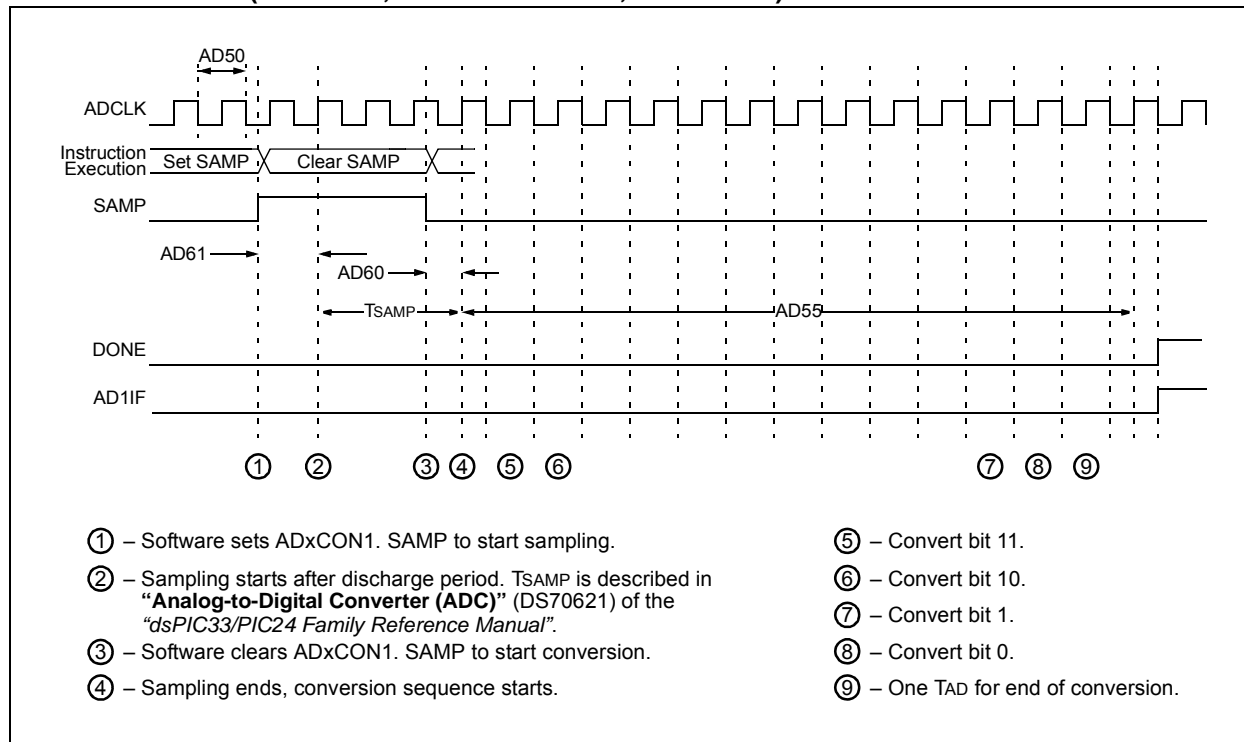 AD50
ADCLK
Instruction
Execution
Set SAMP
Clear SAMP
SAMP
AD61
AD60
TSAMP
AD55
DONE
AD1IF
1 2 3 4 5 6 7 8 9
1 – Software sets ADxCON1. SAMP to start sampling.
2 – Sampling starts after discharge period. TSAMP is described in
“Analog-to-Digital Converter (ADC)” (DS70621) of the
“dsPIC33/PIC24 Family Reference Manual”.
3 – Software clears ADxCON1. SAMP to start conversion.
4 – Sampling ends, conversion sequence starts.
5 – Convert bit 11.
6 – Convert bit 10.
7 – Convert bit 1.
8 – Convert bit 0.
9 – One TAD for end of conversion.